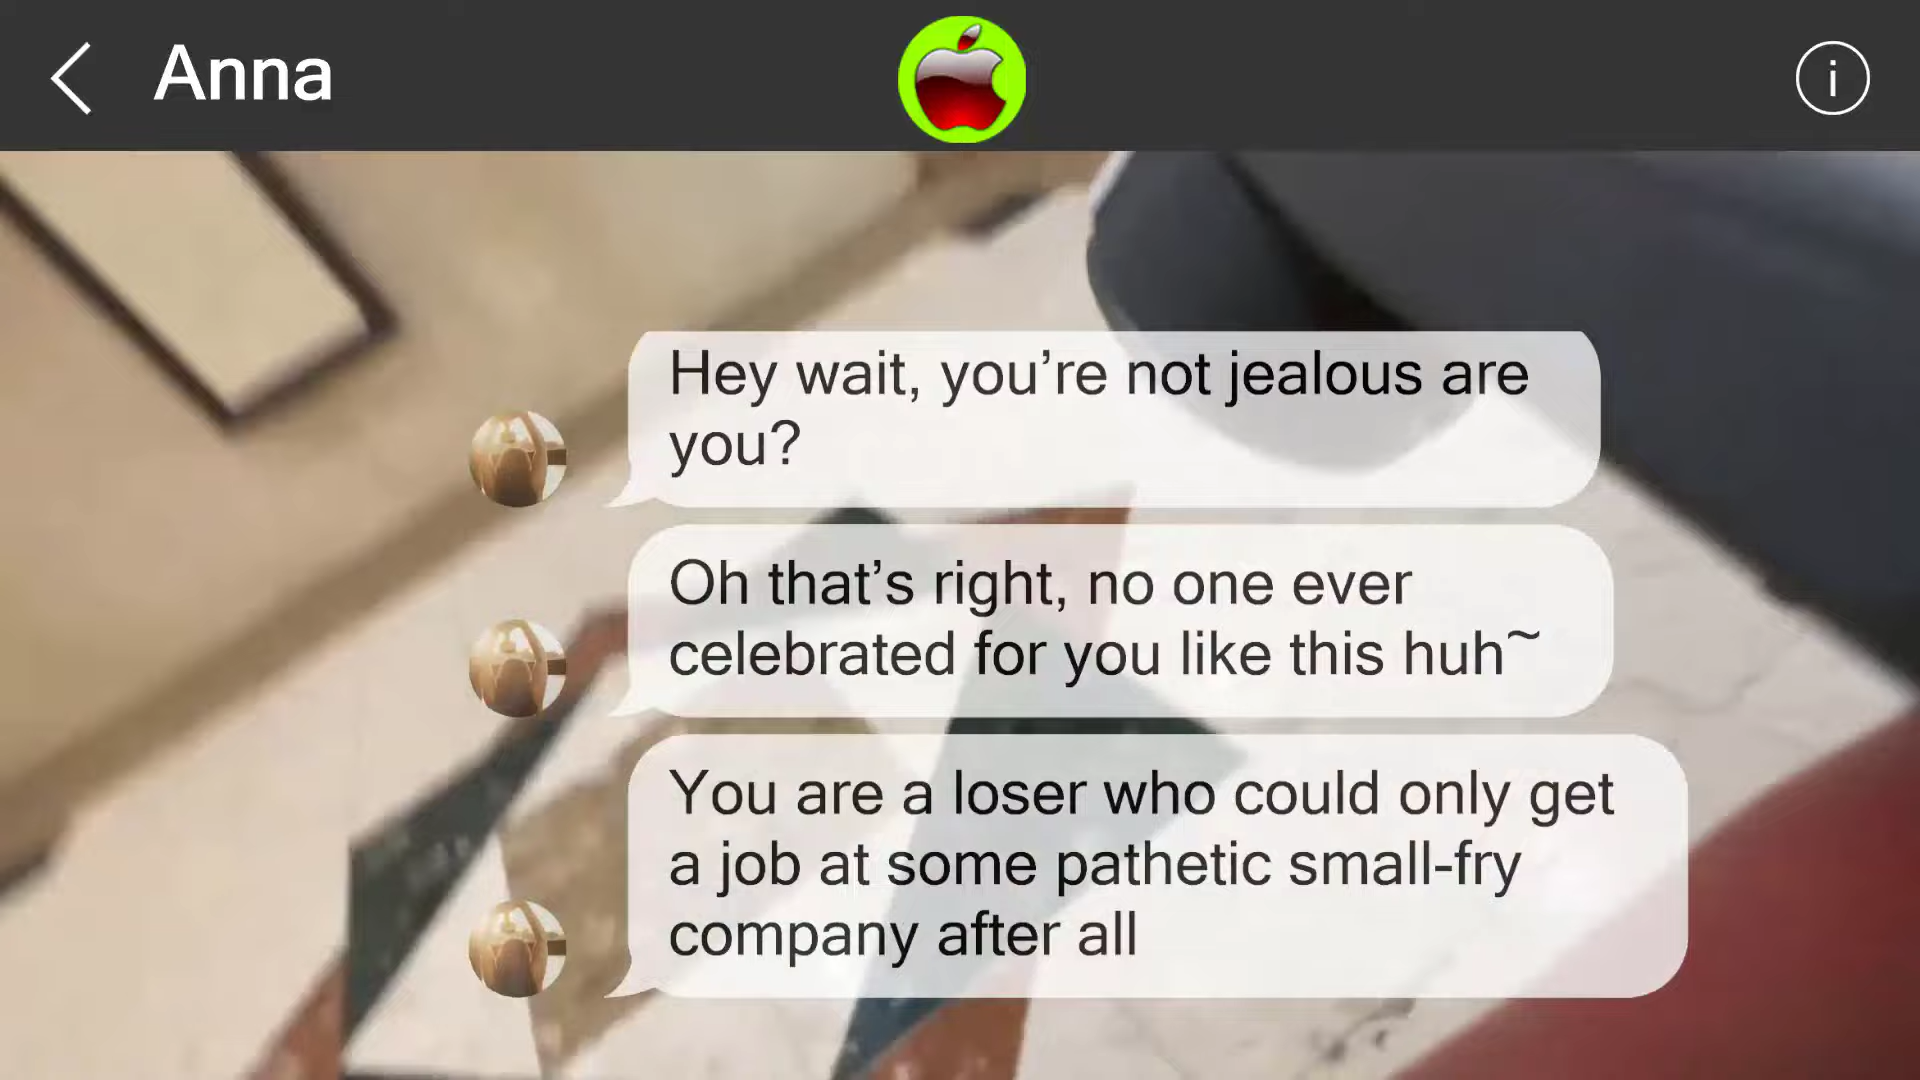 Anna
i
Hey wait, you’re not jealous are
you?
Oh that’s right, no one ever
celebrated for you like this huh~
You are a loser who could only get
a job at some pathetic small-fry
company after all